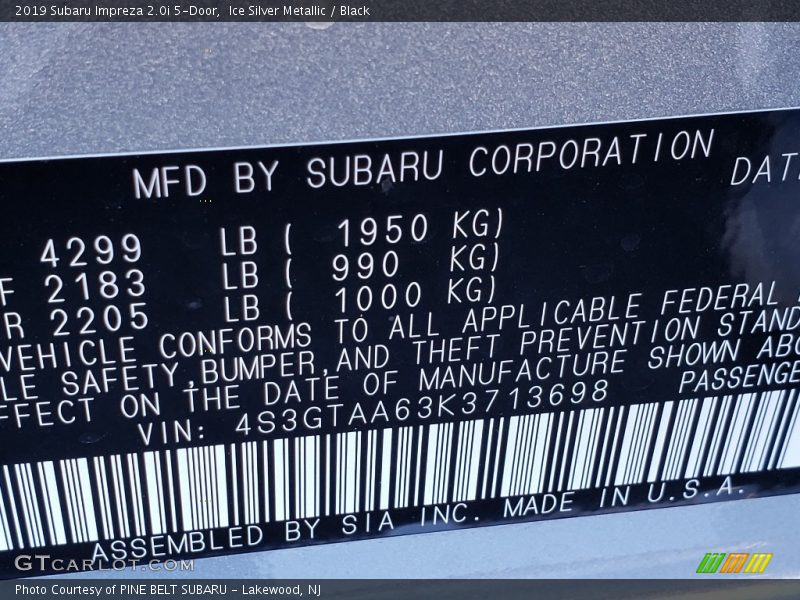 2019 Subaru Impreza 2.0i 5-Door, Ice Silver Metallic / Black
MFD BY SUBARU CORPORATION
4299 LB ( 1950 KG)
F 2183 LB ( 990 KG)
R 2205 LB ( 1000 KG)
VEHICLE CONFORMS TO ALL APPLICABLE FEDERAL
SAFETY,BUMPER,AND THEFT PREVENTION
ON THE DATE OF MANUFACTURE SHOWN
VIN: 4S3GTAA63K3713698
ASSEMBLED BY SIA INC. MADE IN U.S.A.
GTCARLOT.COM
Photo Courtesy of PINE BELT SUBARU - Lakewood, NJ